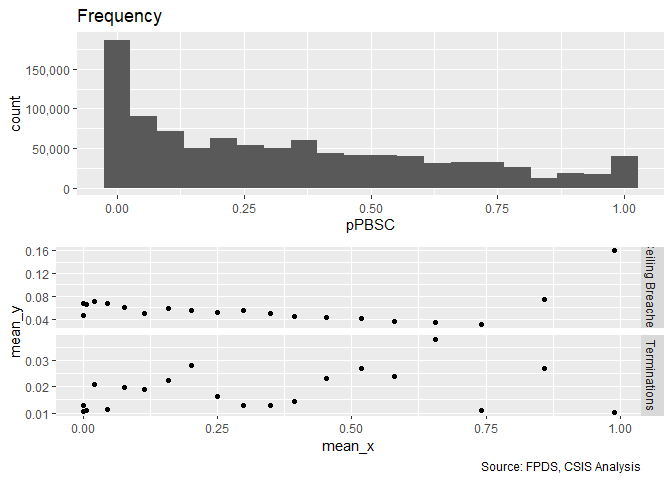 Frequency
count
150,000
100,000
50,000
0
0.00 0.25 0.50 0.75 1.00
pPBSC
mean_y
0.16
0.12
0.08
0.04
Breache
0.03
0.02
0.01
Terminations
0.00 0.25 0.50 0.75 1.00
mean_x
Source: FPDS, CSIS Analysis